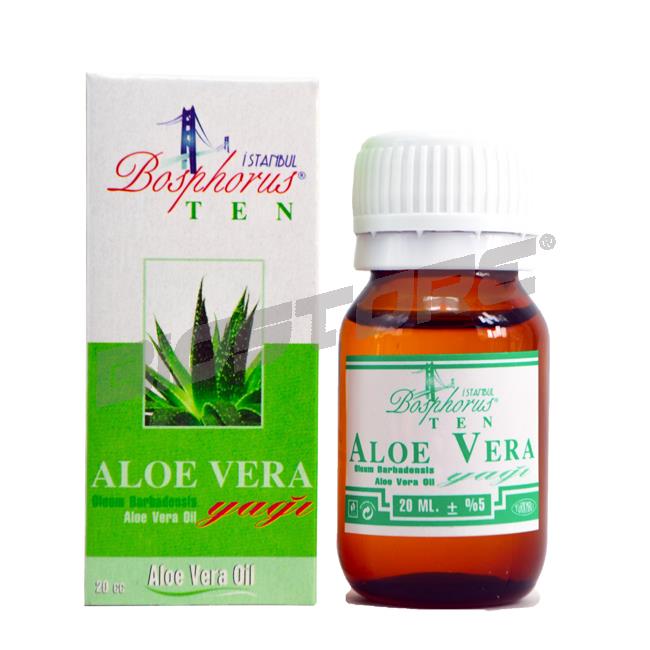 İSTANBUL
Bosphorus®
TEN
ALOE VERA
Oleum Barbadensis
yağı
Aloe Vera Oil
20 cc
Aloe Vera Oil
İSTANBUL
Bosphorus®
TEN
ALOE VERA
Oleum Barbadensis
yağı
Aloe Vera Oil
20 ML. ± %5
BIOSTORE®